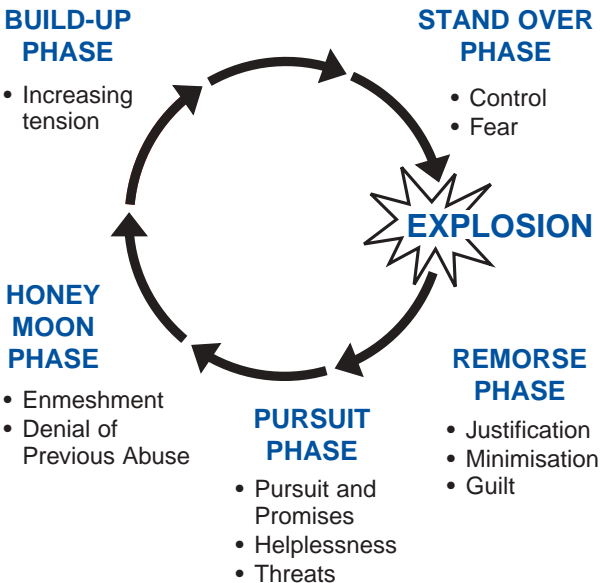 BUILD-UP
PHASE
• Increasing
tension
STAND OVER
PHASE
• Control
• Fear
EXPLOSION
REMORSE
PHASE
• Justification
• Minimisation
• Guilt
PURSUIT
PHASE
• Pursuit and
Promises
• Helplessness
• Threats
HONEY
MOON
PHASE
• Enmeshment
• Denial of
Previous Abuse